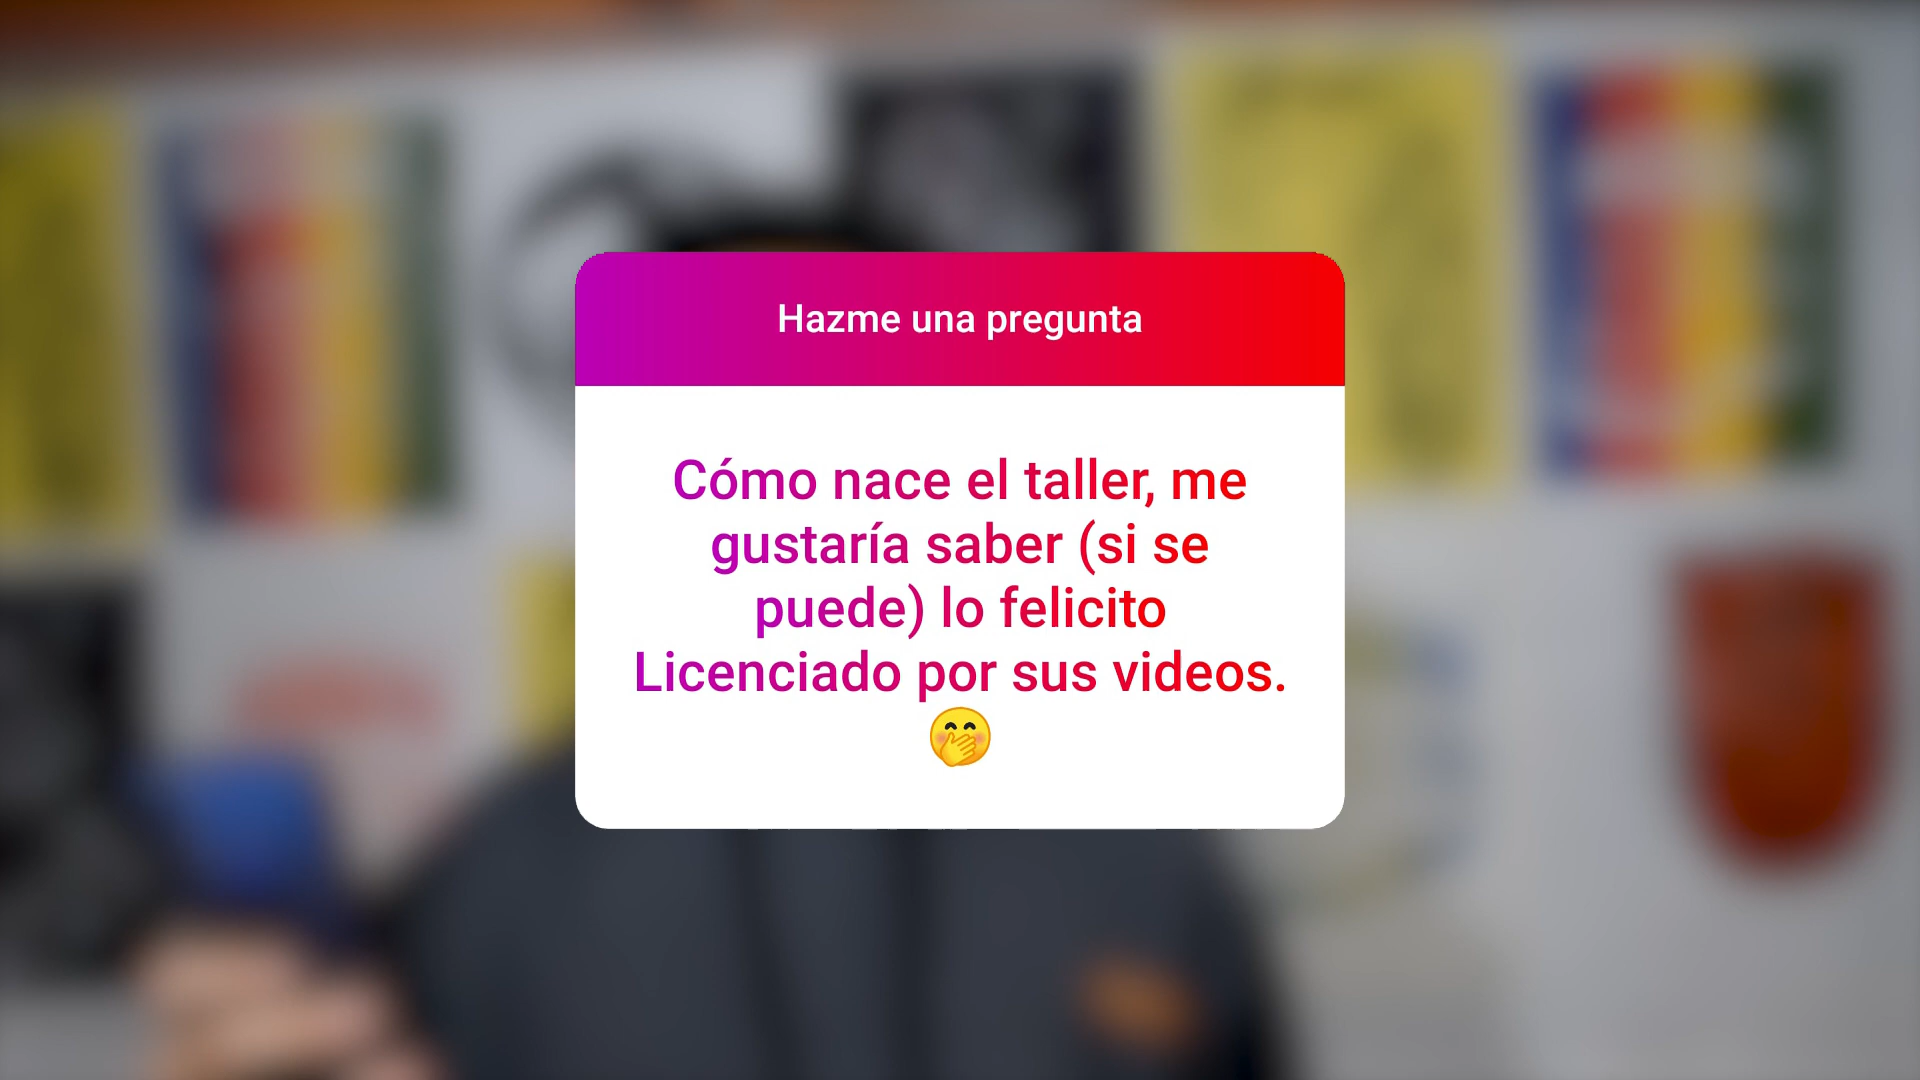 Hazme una pregunta
Cómo nace el taller, me
gustaría saber (si se
puede) lo felicito
Licenciado por sus videos.
🤭